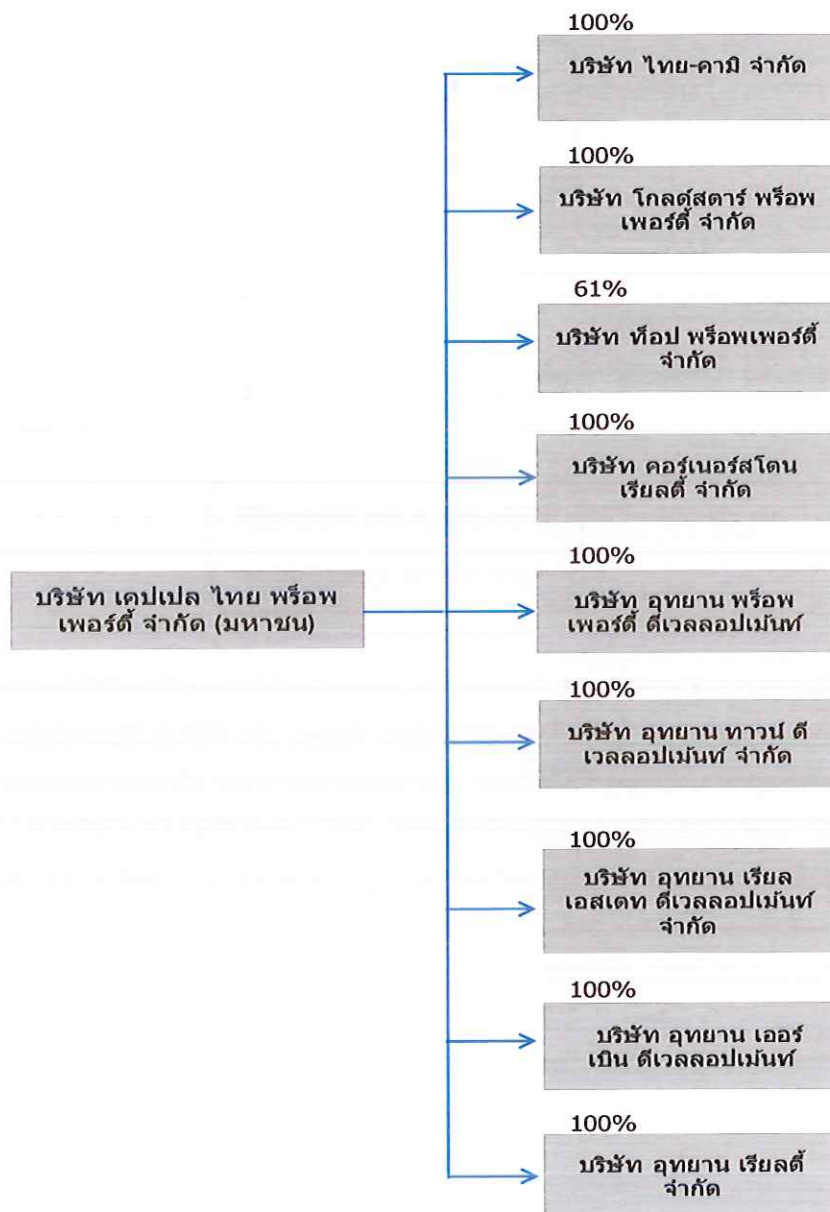 100%
บริษัท ไทย-คามิ จำกัด
100%
บริษัท โกลด์สตาร์ พร็อพ
เพอร์ตี้ จำกัด
61%
บริษัท ท็อป พร็อพเพอร์ตี้
จำกัด
100%
บริษัท คอร์เนอร์สโตน
เรียลตี้ จำกัด
บริษัท เคปเปล ไทย พร็อพ
เพอร์ตี้ จำกัด (มหาชน)
100%
บริษัท อุทยาน พร็อพ
เพอร์ตี้ ดีเวลลอปเม้นท์
100%
บริษัท อุทยาน ทาวน์ ดี
เวลลอปเม้นท์ จำกัด
100%
บริษัท อุทยาน เรียล
เอสเตท ดีเวลลอปเม้นท์
จำกัด
100%
บริษัท อุทยาน เออร์
เบิน ดีเวลลอปเม้นท์
100%
บริษัท อุทยาน เรียลตี้
จำกัด